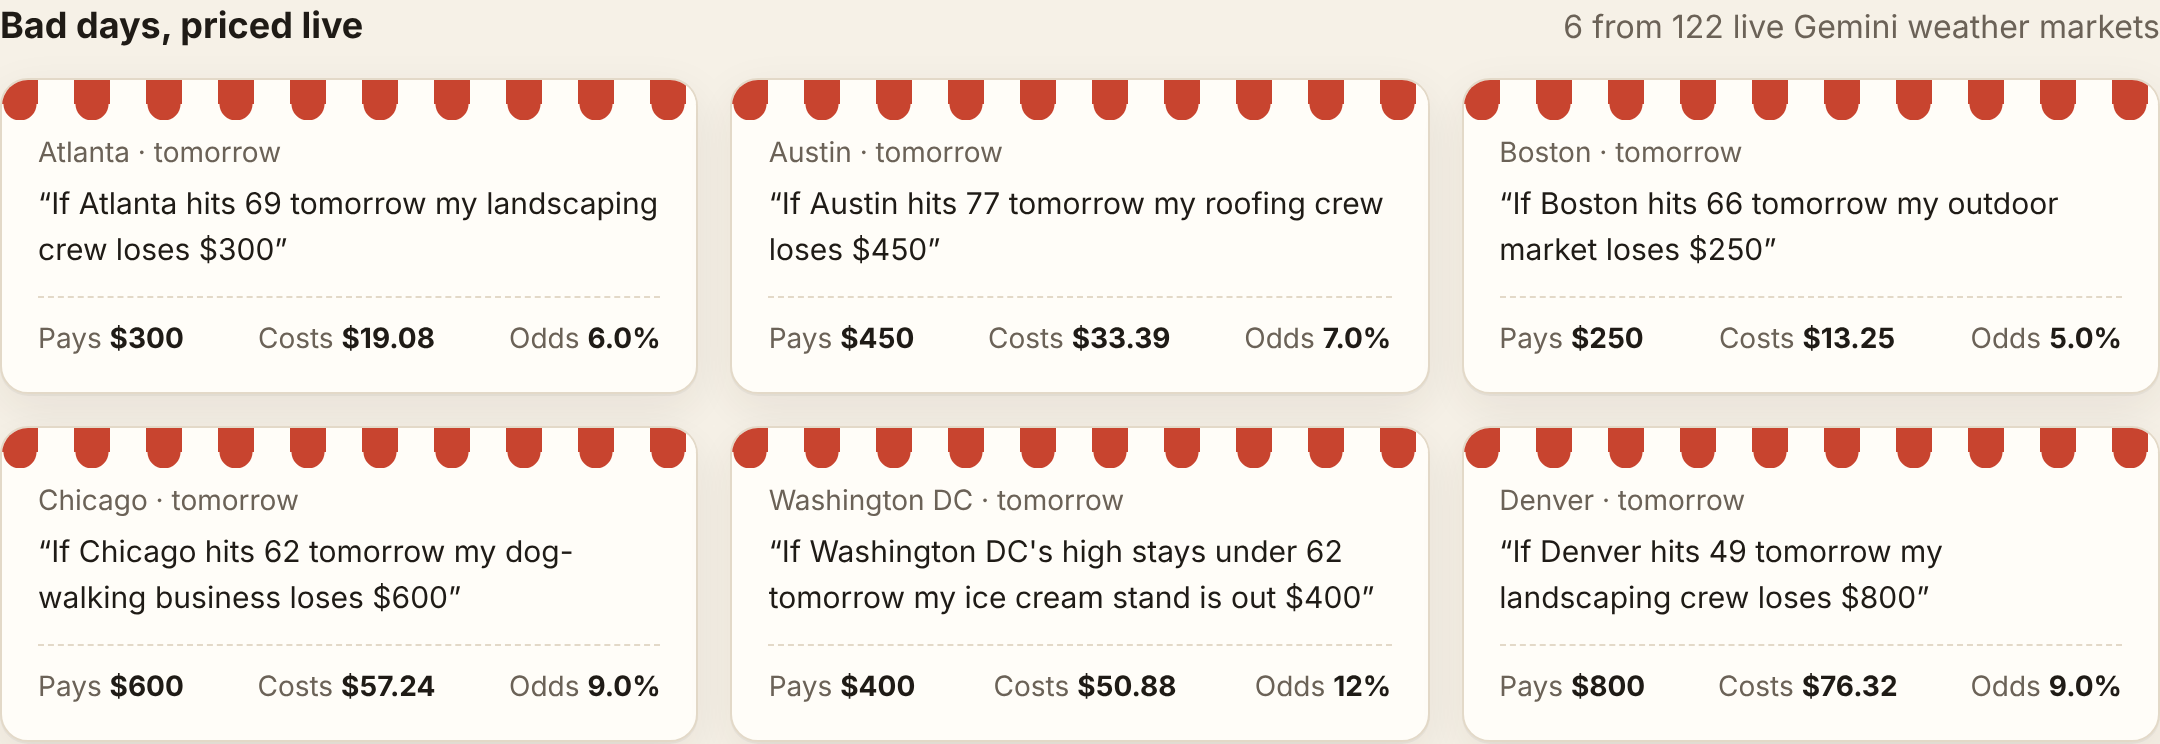 Bad days, priced live
6 from 122 live Gemini weather markets
Atlanta · tomorrow
“If Atlanta hits 69 tomorrow my landscaping
crew loses $300”
Pays $300 Costs $19.08 Odds 6.0%
Austin · tomorrow
“If Austin hits 77 tomorrow my roofing crew
loses $450”
Pays $450 Costs $33.39 Odds 7.0%
Boston · tomorrow
“If Boston hits 66 tomorrow my outdoor
market loses $250”
Pays $250 Costs $13.25 Odds 5.0%
Chicago · tomorrow
“If Chicago hits 62 tomorrow my dog-
walking business loses $600”
Pays $600 Costs $57.24 Odds 9.0%
Washington DC · tomorrow
“If Washington DC's high stays under 62
tomorrow my ice cream stand is out $400”
Pays $400 Costs $50.88 Odds 12%
Denver · tomorrow
“If Denver hits 49 tomorrow my
landscaping crew loses $800”
Pays $800 Costs $76.32 Odds 9.0%